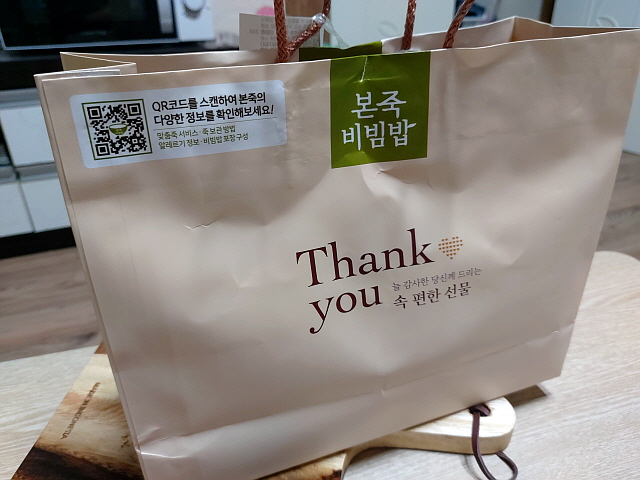 QR코드를 스캔하여 본죽의
다양한 정보를 확인해보세요!
맞춤죽 서비스 · 죽 보관 방법
알레르기 정보 · 비빔밥 포장 구성
본죽
비빔밥
Thank
you
늘 감사한 당신께 드리는
속 편한 선물